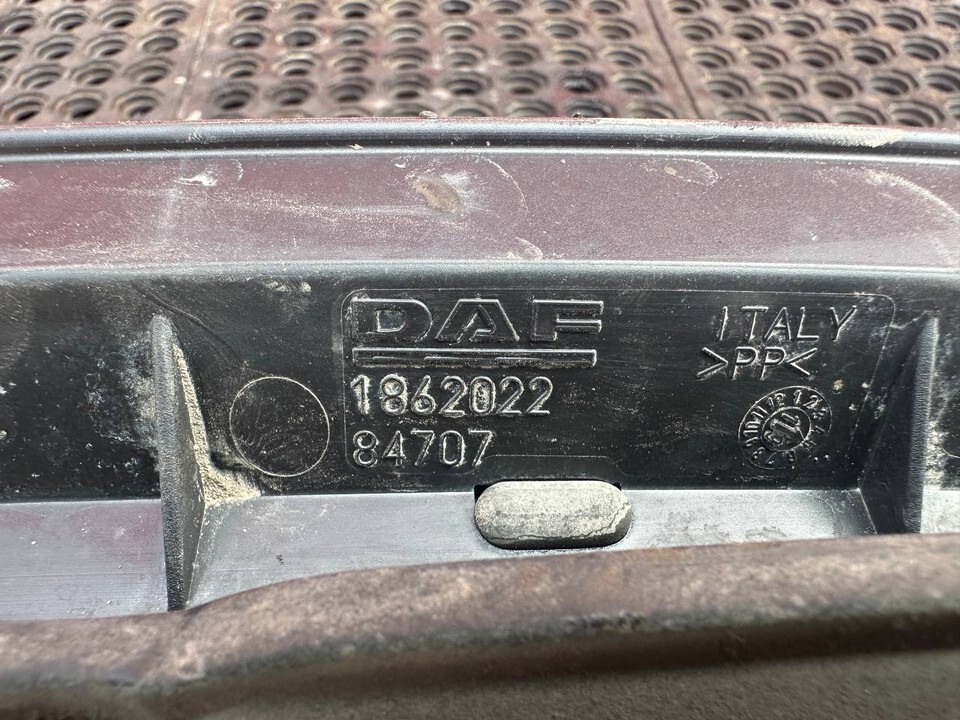 DAF
1862022
84707
ITALY
>PP<